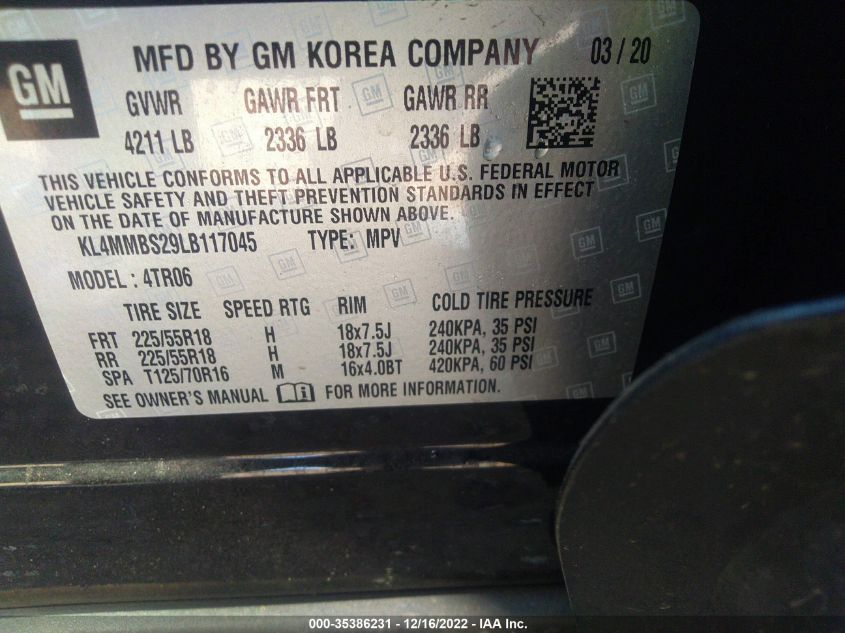 GM
MFD BY GM KOREA COMPANY 03 / 20
GVWR GAWR FRT GAWR RR
4211 LB 2336 LB 2336 LB
THIS VEHICLE CONFORMS TO ALL APPLICABLE U.S. FEDERAL MOTOR
VEHICLE SAFETY AND THEFT PREVENTION STANDARDS IN EFFECT
ON THE DATE OF MANUFACTURE SHOWN ABOVE.
KL4MMBS29LB117045 TYPE: MPV
MODEL : 4TR06
TIRE SIZE SPEED RTG RIM COLD TIRE PRESSURE
FRT 225/55R18 H 18x7.5J 240KPA, 35 PSI
RR 225/55R18 H 18x7.5J 240KPA, 35 PSI
SPA T125/70R16 M 16x4.0BT 420KPA, 60 PSI
SEE OWNER'S MANUAL FOR MORE INFORMATION.
000-35386231 - 12/16/2022 - IAA Inc.